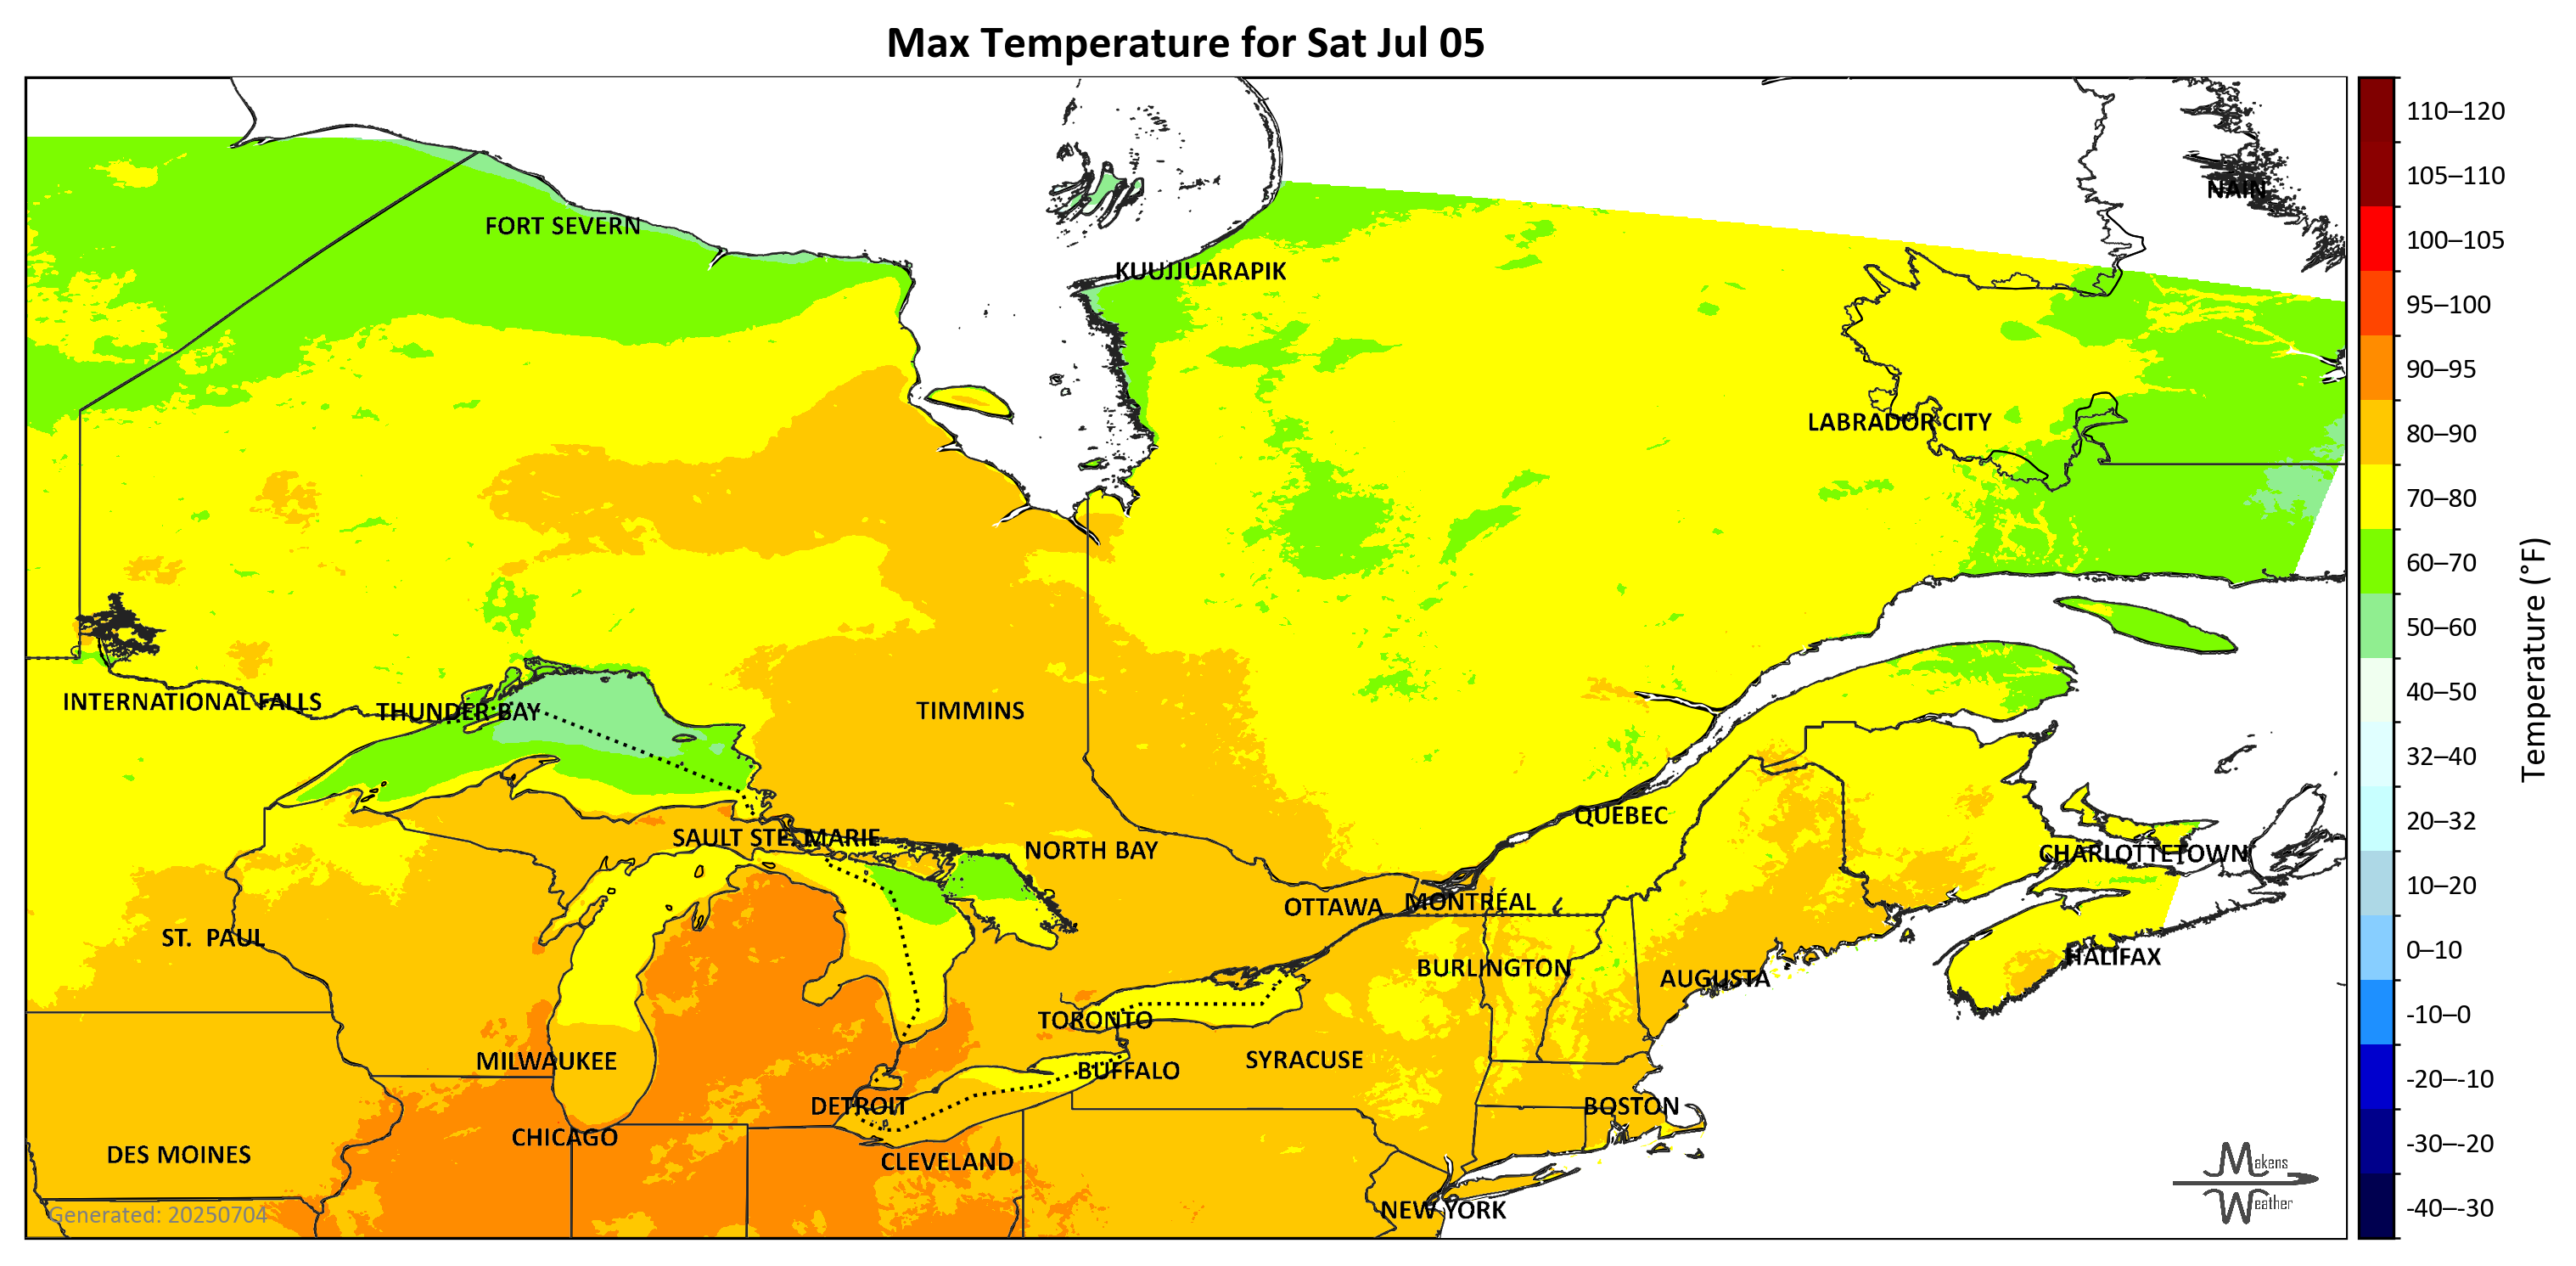 Max Temperature for Sat Jul 05
110–120
105–110
NAIN
FORT SEVERN
100–105
KUUJJUARAPIK
95–100
90–95
LABRADOR CITY
80–90
70–80
60–70
50–60
Temperature (°F)
INTERNATIONAL FALLS
THUNDER BAY
TIMMINS
40–50
32–40
QUEBEC
20–32
SAULT STE. MARIE
NORTH BAY
CHARLOTTETOWN
10–20
OTTAWA
MONTRÉAL
ST. PAUL
BURLINGTON
AUGUSTA
HALIFAX
0–10
TORONTO
-10–0
MILWAUKEE
BUFFALO
SYRACUSE
-20–-10
DETROIT
BOSTON
CHICAGO
-30–-20
DES MOINES
CLEVELAND
Makens
Weather
Generated: 20250704
NEW YORK
-40–-30